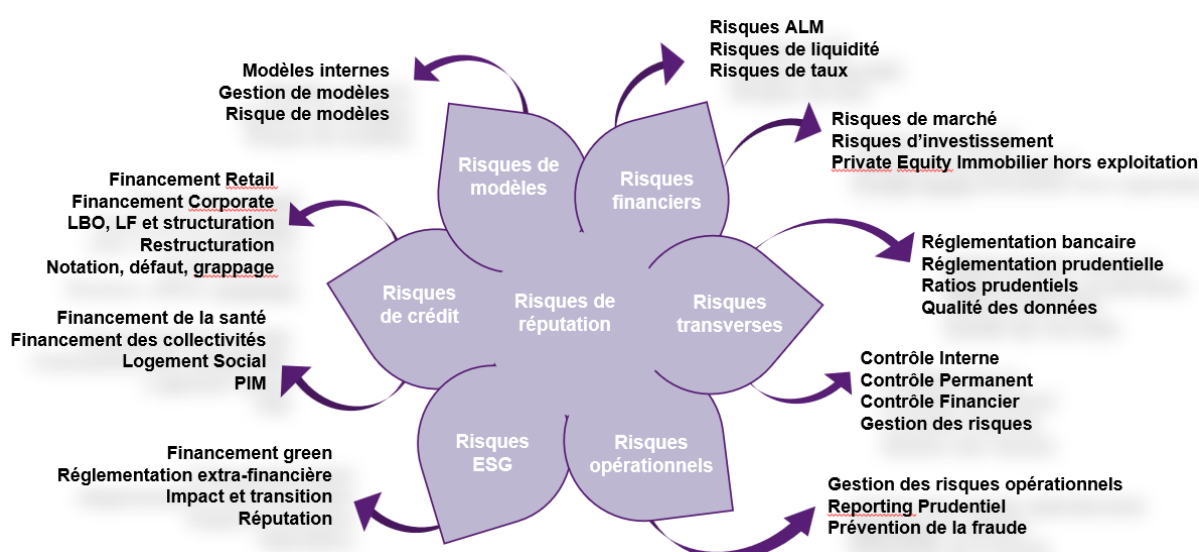 Risques ALM
Risques de liquidité
Risques de taux
Modèles internes
Gestion de modèles
Risque de modèles
Risques de marché
Risques d’investissement
Private Equity Immobilier hors exploitation
Risques de
modèles
Risques
financiers
Financement Retail
Financement Corporate
LBO, LF et structuration
Restructuration
Notation, défaut, grappage
Réglementation bancaire
Réglementation prudentielle
Ratios prudentiels
Qualité des données
Risques
de crédit
Risques de
réputation
Risques
transverses
Financement de la santé
Financement des collectivités
Logement Social
PIM
Contrôle Interne
Contrôle Permanent
Contrôle Financier
Gestion des risques
Risques
ESG
Risques
opérationnels
Financement green
Réglementation extra-financière
Impact et transition
Réputation
Gestion des risques opérationnels
Reporting Prudentiel
Prévention de la fraude